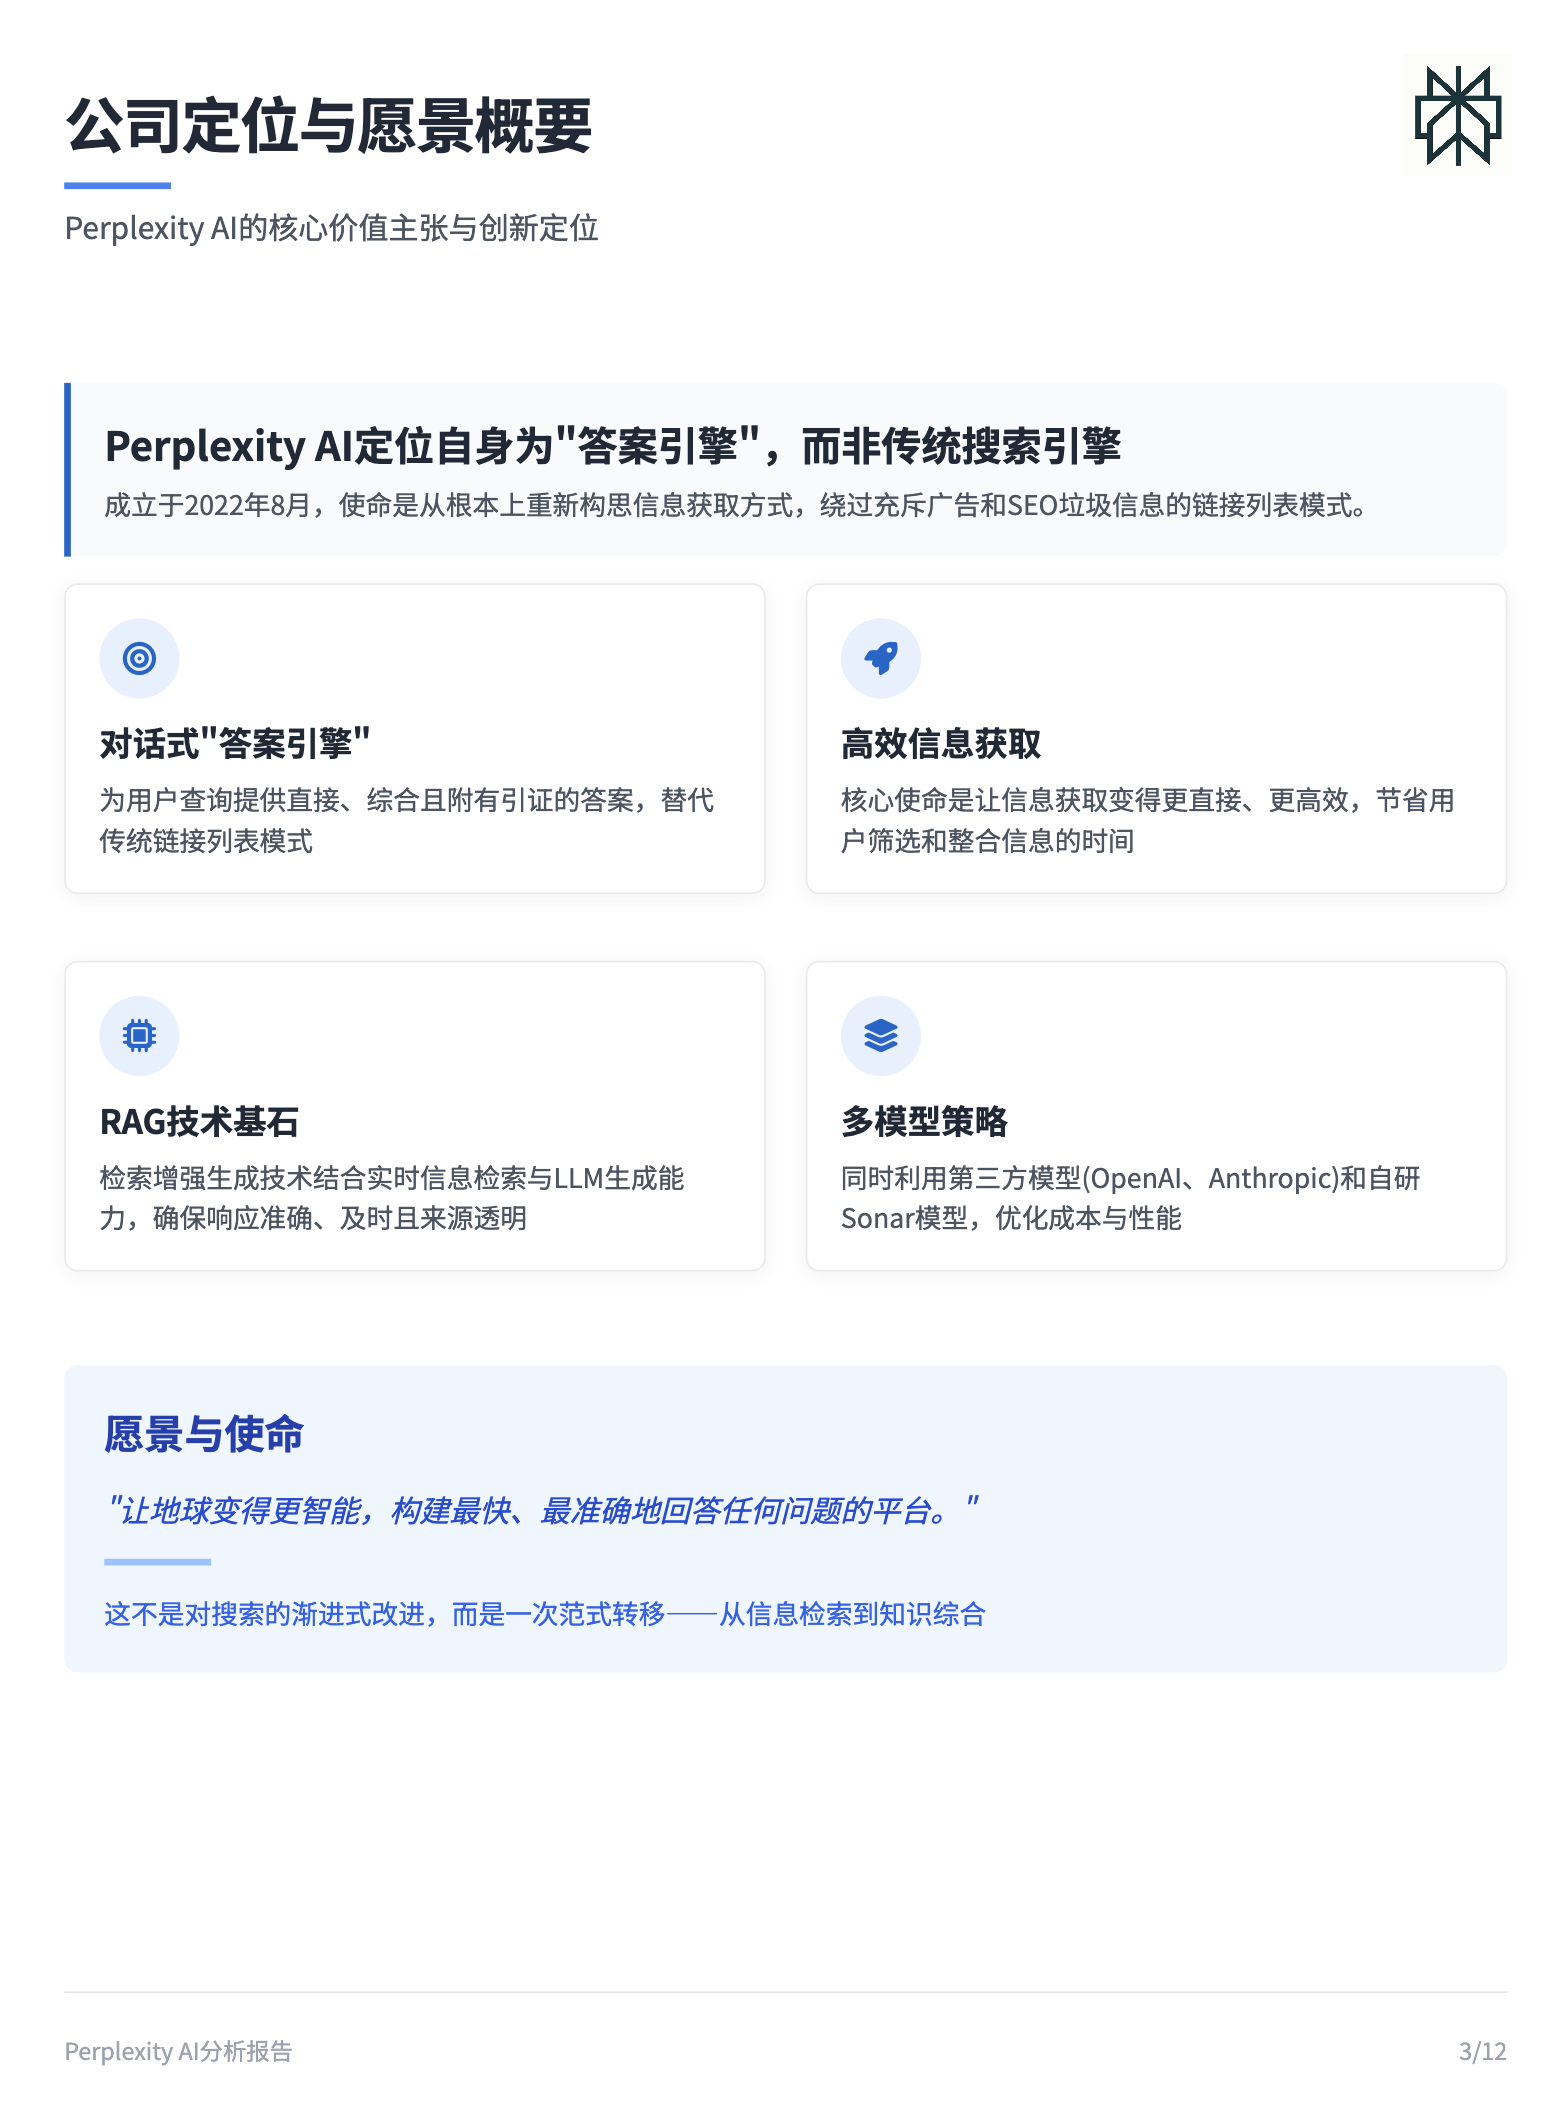 公司定位与愿景概要
Perplexity AI的核心价值主张与创新定位
Perplexity AI定位自身为"答案引擎"，而非传统搜索引擎
成立于2022年8月，使命是从根本上重新构思信息获取方式，绕过充斥广告和SEO垃圾信息的链接列表模式。
对话式"答案引擎"
为用户查询提供直接、综合且附有引证的答案，替代
传统链接列表模式
高效信息获取
核心使命是让信息获取变得更直接、更高效，节省用
户筛选和整合信息的时间
RAG技术基石
检索增强生成技术结合实时信息检索与LLM生成能
力，确保响应准确、及时且来源透明
多模型策略
同时利用第三方模型(OpenAI、Anthropic)和自研
Sonar模型，优化成本与性能
愿景与使命
"让地球变得更智能，构建最快、最准确地回答任何问题的平台。"
这不是对搜索的渐进式改进，而是一次范式转移——从信息检索到知识综合
Perplexity AI分析报告
3/12